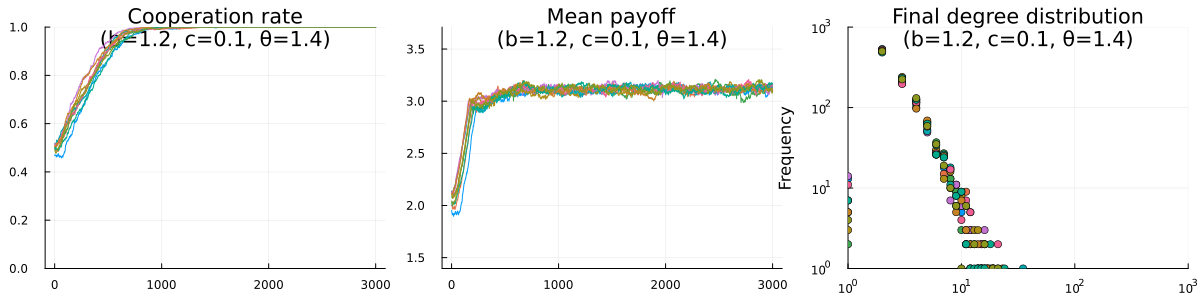 Cooperation rate
(b=1.2, c=0.1, θ=1.4)
1.0
0.8
0.6
0.4
0.2
0.0
0 1000 2000 3000
Mean payoff
(b=1.2, c=0.1, θ=1.4)
3.5
3.0
2.5
2.0
1.5
0 1000 2000 3000
Final degree distribution
(b=1.2, c=0.1, θ=1.4)
Frequency
10³
10²
10¹
10⁰
10⁰ 10¹ 10² 10³